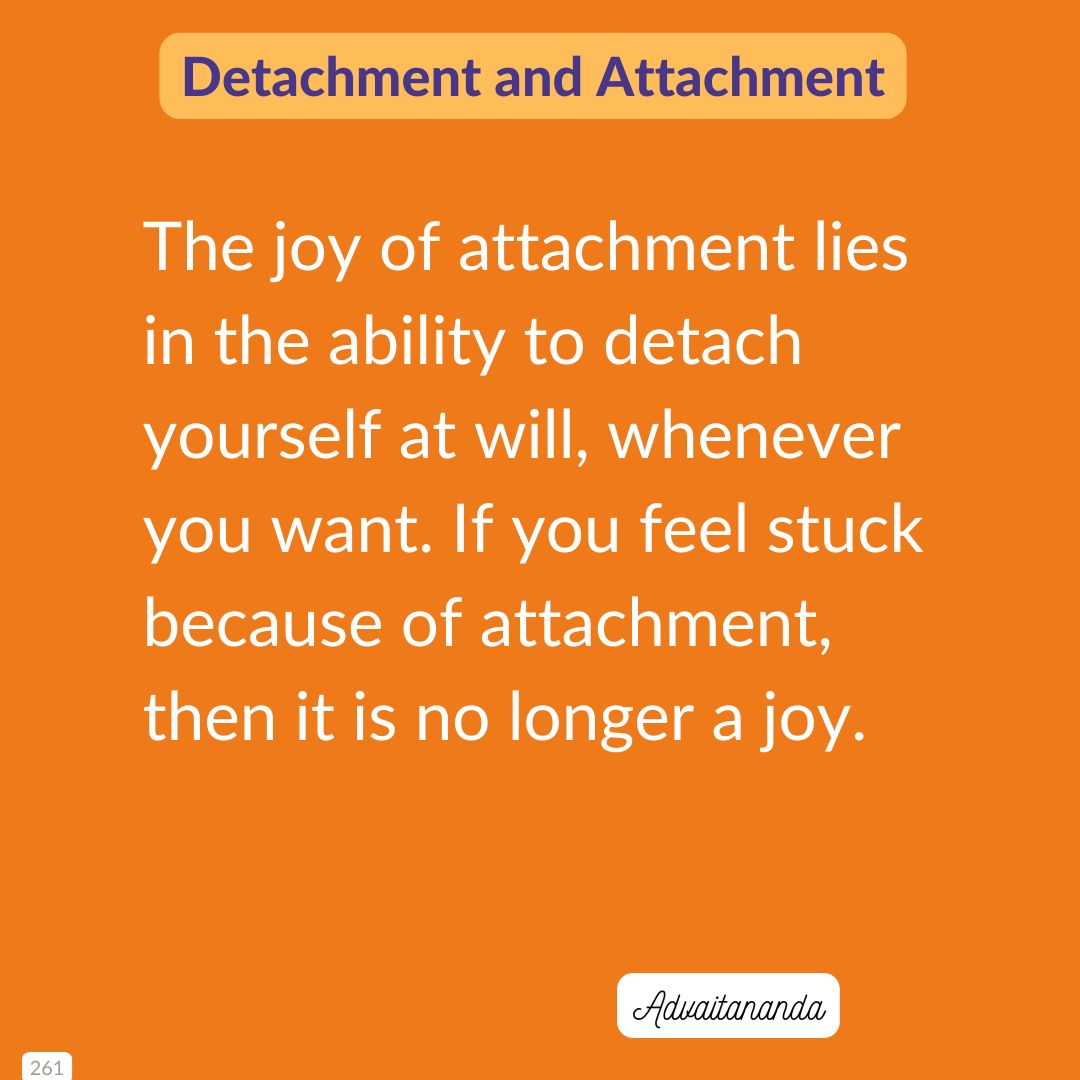 Detachment and Attachment
The joy of attachment lies
in the ability to detach
yourself at will, whenever
you want. If you feel stuck
because of attachment,
then it is no longer a joy.
Advaitananda
261